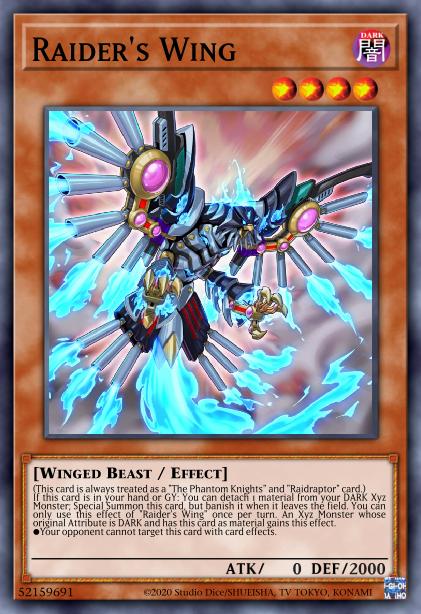 RAIDER'S WING
DARK
闇
[WINGED BEAST / EFFECT]
(This card is always treated as a "The Phantom Knights" and "Raidraptor" card.)
If this card is in your hand or GY: You can detach 1 material from your DARK Xyz
Monster; Special Summon this card, but banish it when it leaves the field. You can
only use this effect of "Raider's Wing" once per turn. An Xyz Monster whose
original Attribute is DARK and has this card as material gains this effect.
●Your opponent cannot target this card with card effects.
ATK/ 0 DEF/2000
52159691 ©2020 Studio Dice/SHUEISHA, TV TOKYO, KONAMI